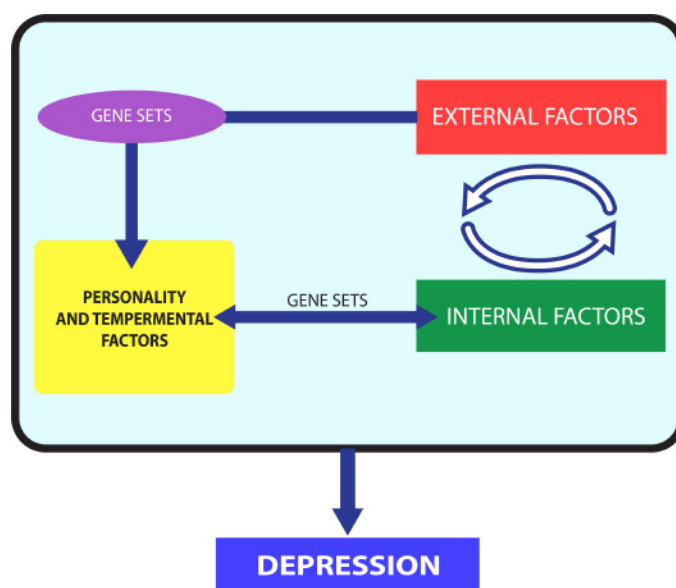 GENE SETS
EXTERNAL FACTORS
PERSONALITY
AND TEMPERMENTAL
FACTORS
GENE SETS
INTERNAL FACTORS
DEPRESSION